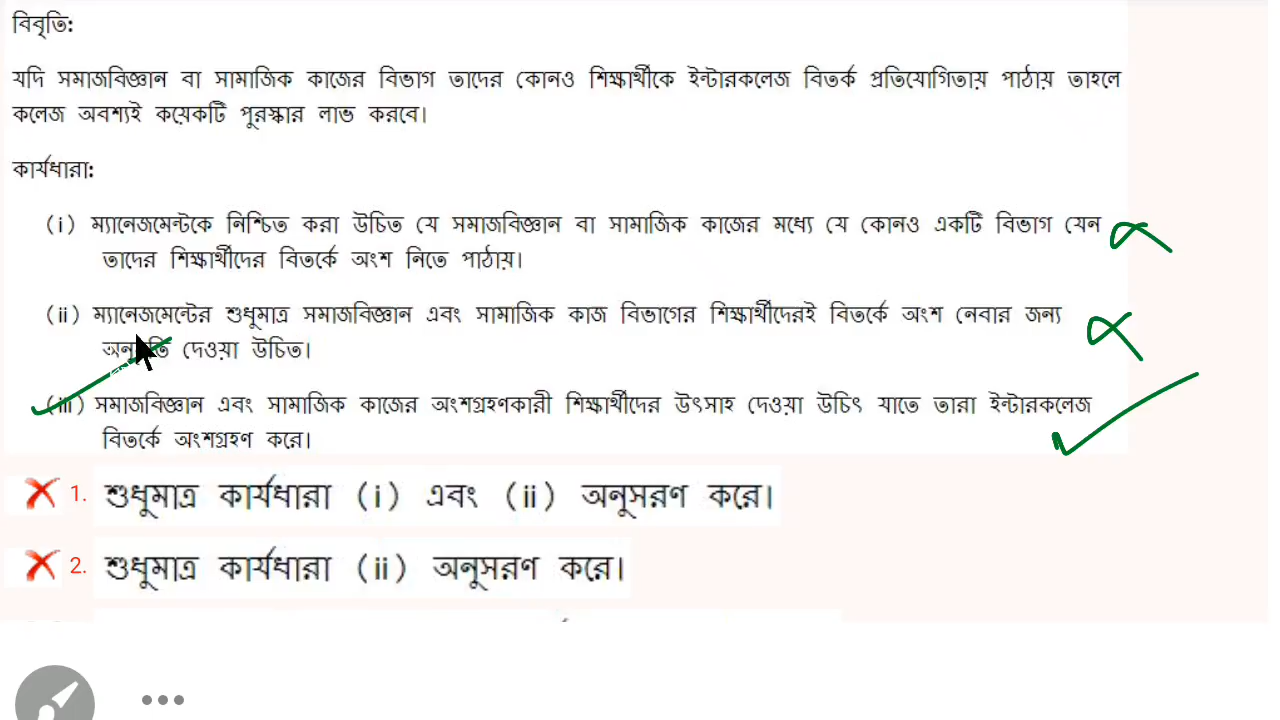 বিবৃতি:
যদি সমাজবিজ্ঞান বা সামাজিক কাজের বিভাগ তাদের কোনও শিক্ষার্থীকে ইন্টারকলেজ বিতর্ক প্রতিযোগিতায় পাঠায় তাহলে
কলেজ অবশ্যই কয়েকটি পুরস্কার লাভ করবে।
কার্যধারা:
(i) ম্যানেজমেন্টকে নিশ্চিত করা উচিত যে সমাজবিজ্ঞান বা সামাজিক কাজের মধ্যে যে কোনও একটি বিভাগ যেন
তাদের শিক্ষার্থীদের বিতর্কে অংশ নিতে পাঠায়।
(ii) ম্যানেজমেন্টের শুধুমাত্র সমাজবিজ্ঞান এবং সামাজিক কাজ বিভাগের শিক্ষার্থীদেরই বিতর্কে অংশ নেবার জন্য
দেওয়া উচিত।
(iii) সমাজবিজ্ঞান এবং সামাজিক কাজের অংশগ্রহণকারী শিক্ষার্থীদের উৎসাহ দেওয়া উচিৎ যাতে তারা ইন্টারকলেজ
বিতর্কে অংশগ্রহণ করে।
1. শুধুমাত্র কার্যধারা (i) এবং (ii) অনুসরণ করে।
2. শুধুমাত্র কার্যধারা (ii) অনুসরণ করে।